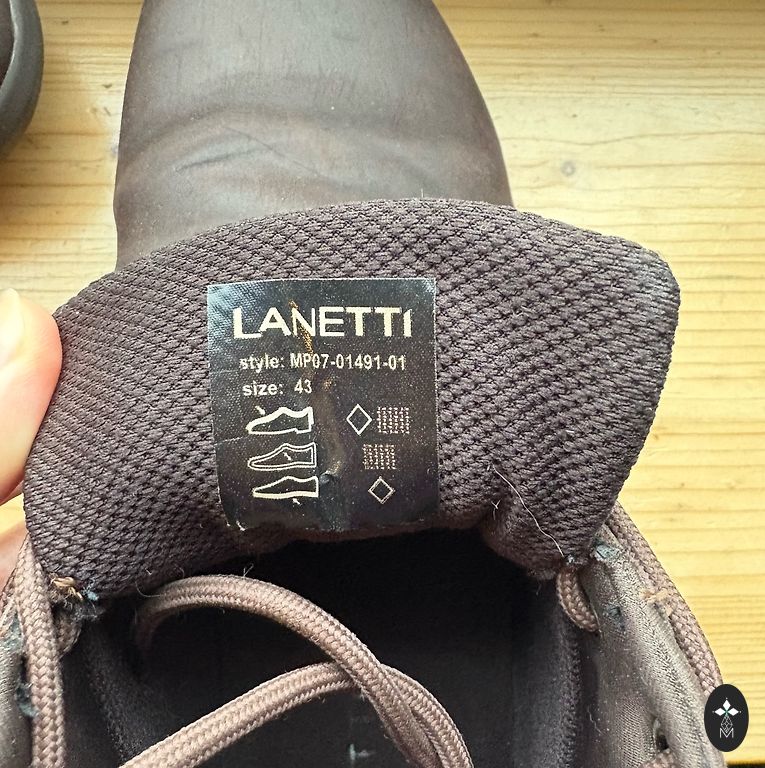 LANETTI
style: MP07-01491-01
size: 43
M